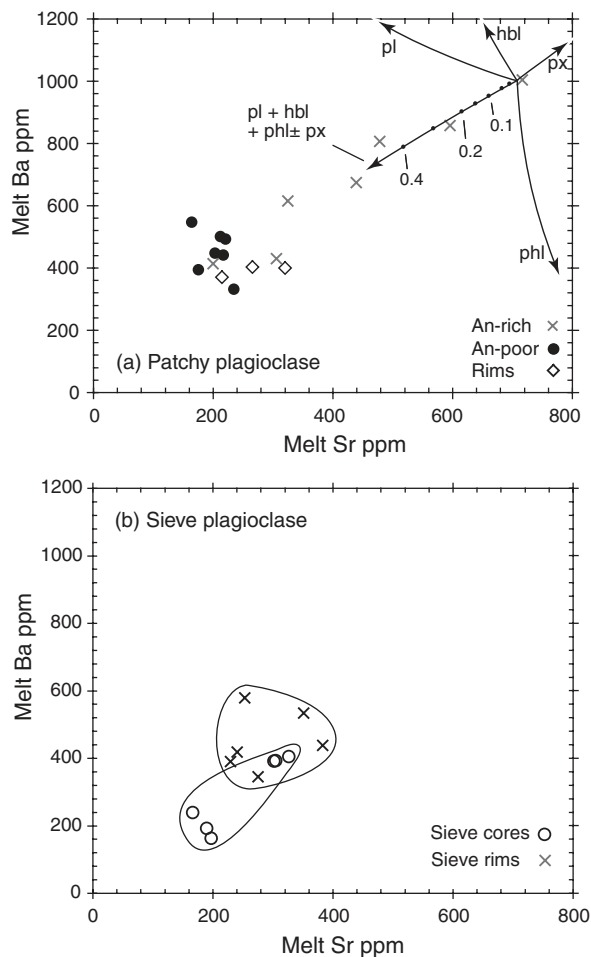 1200
1000
800
600
400
200
0
Melt Ba ppm
pl
hbl
px
pl + hbl
+ phl± px
0.1
0.2
0.4
phl
An-rich
An-poor
Rims
(a) Patchy plagioclase
0 200 400 600 800
Melt Sr ppm
1200
1000
800
600
400
200
0
Melt Ba ppm
(b) Sieve plagioclase
Sieve cores
Sieve rims
0 200 400 600 800
Melt Sr ppm